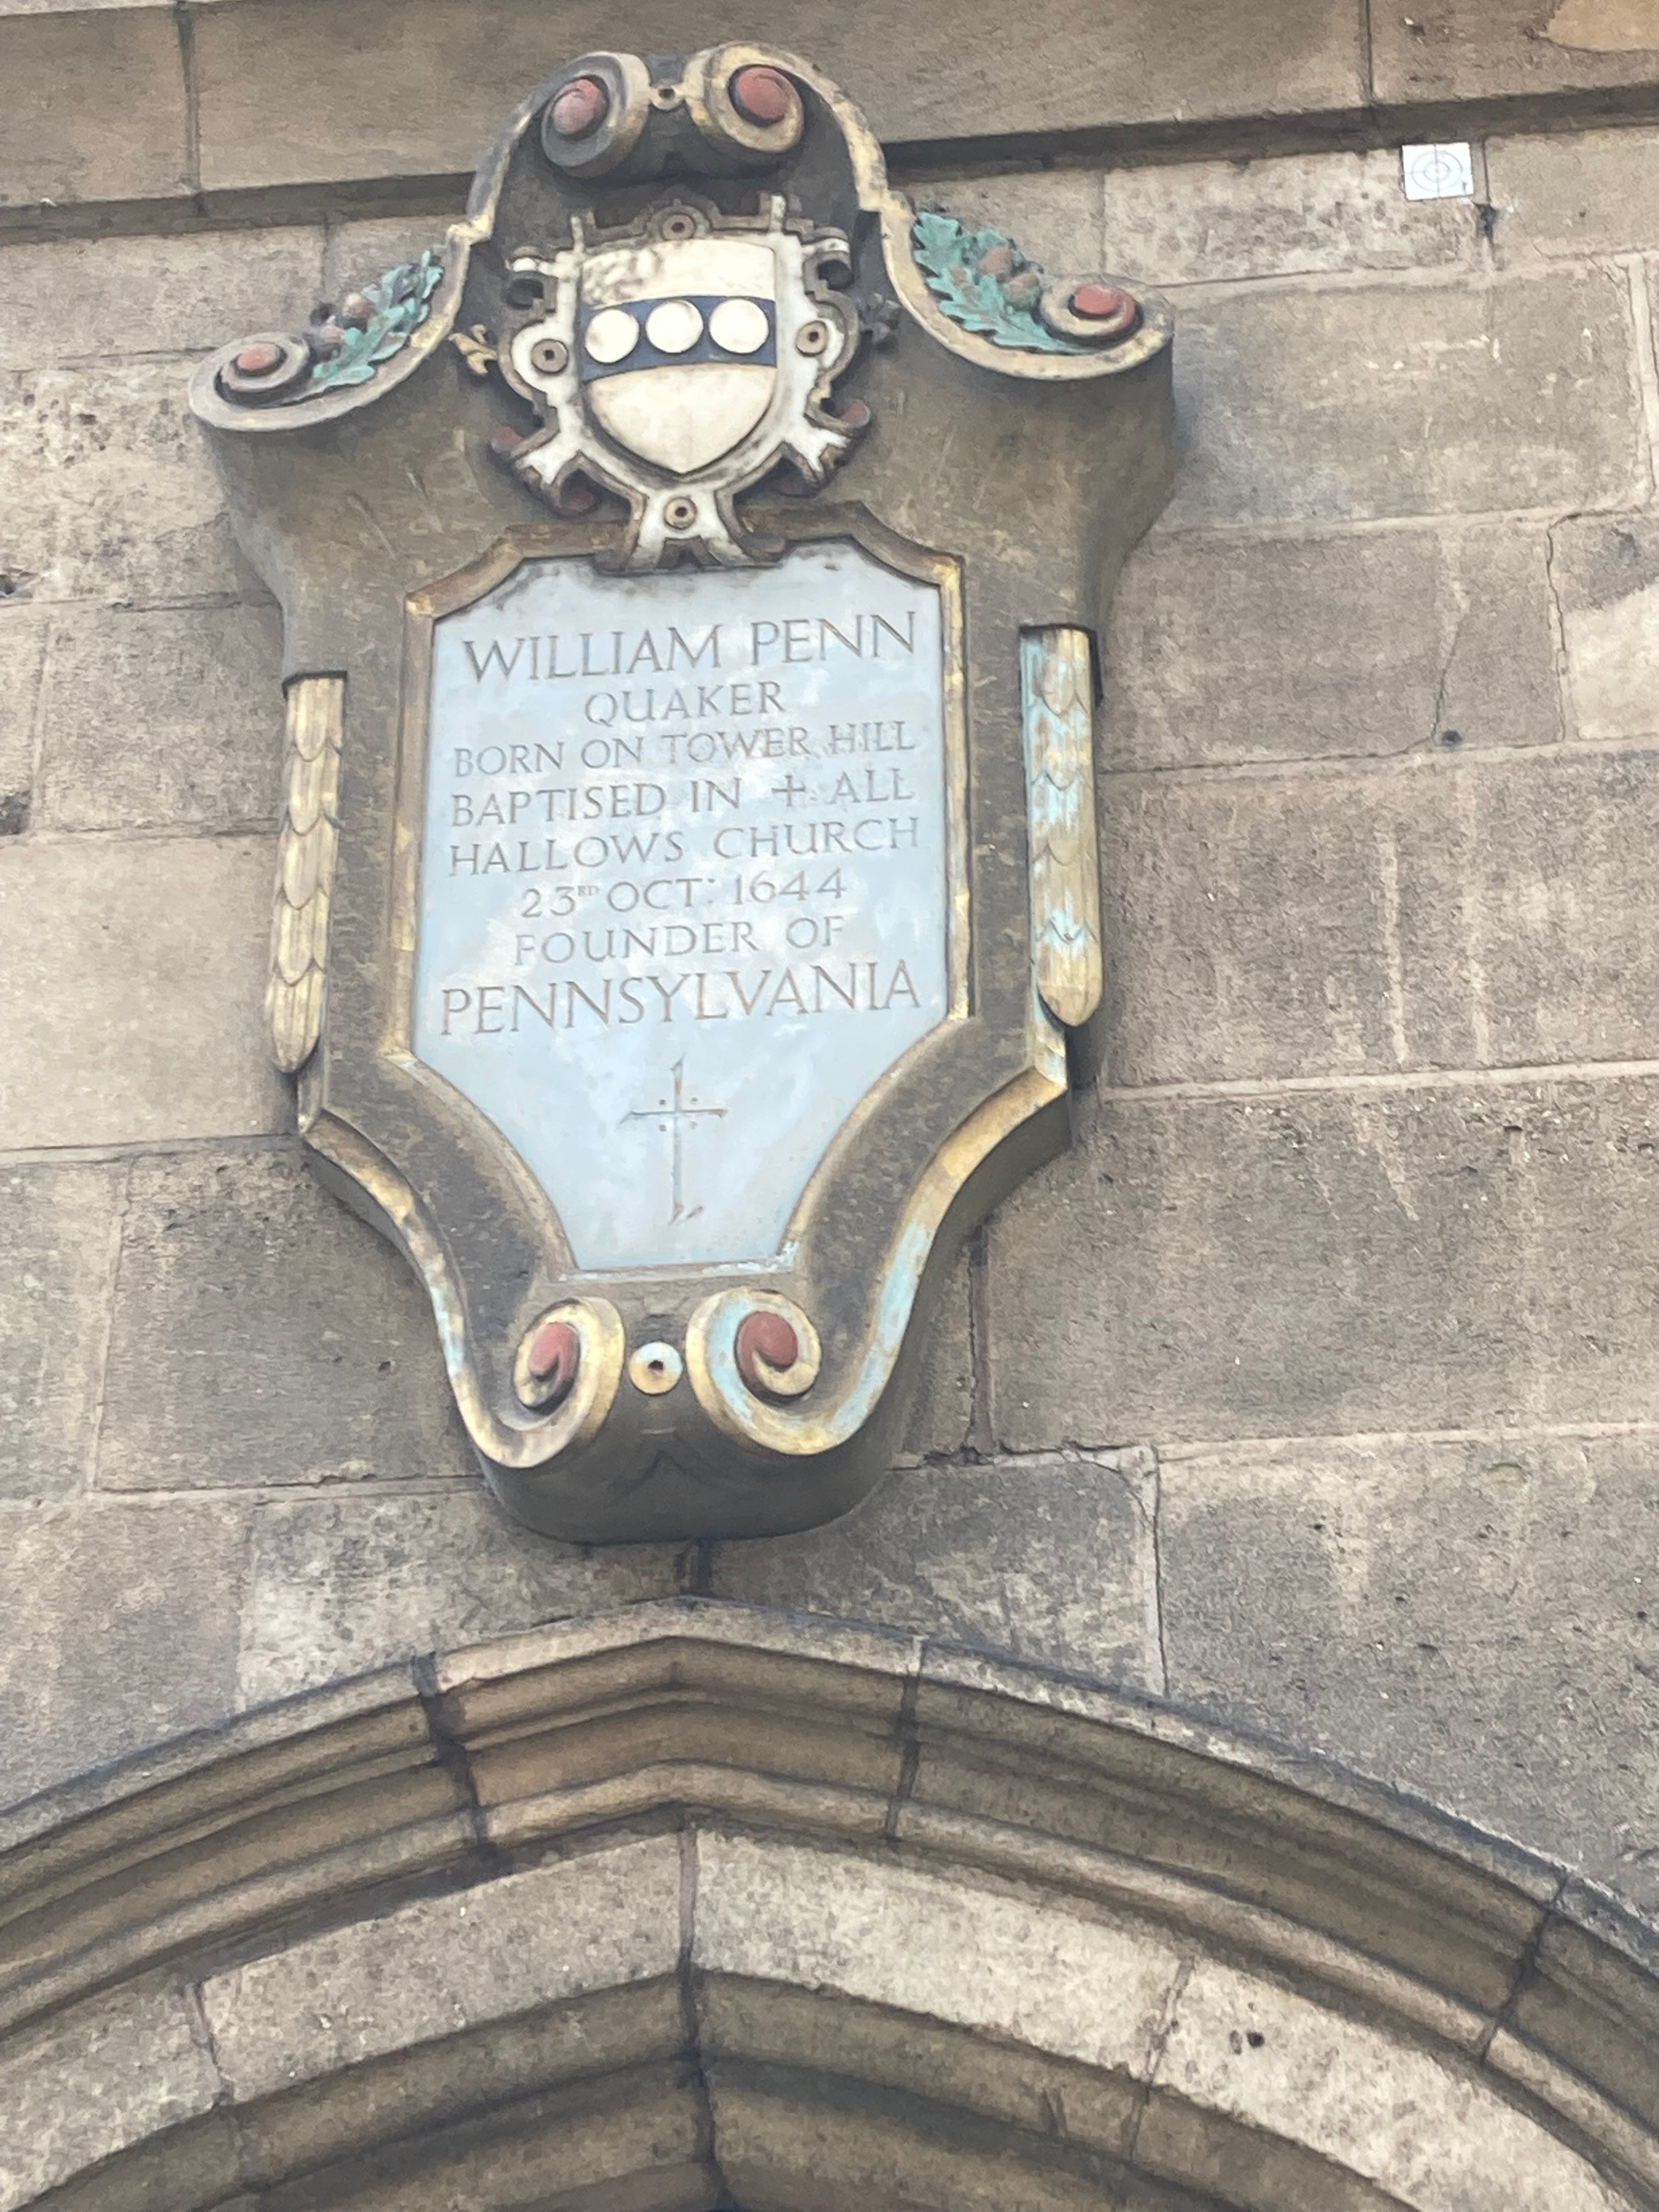 WILLIAM PENN
QUAKER
BORN ON TOWER HILL
BAPTISED IN + ALL
HALLOWS CHURCH
23RD OCT: 1644
FOUNDER OF
PENNSYLVANIA